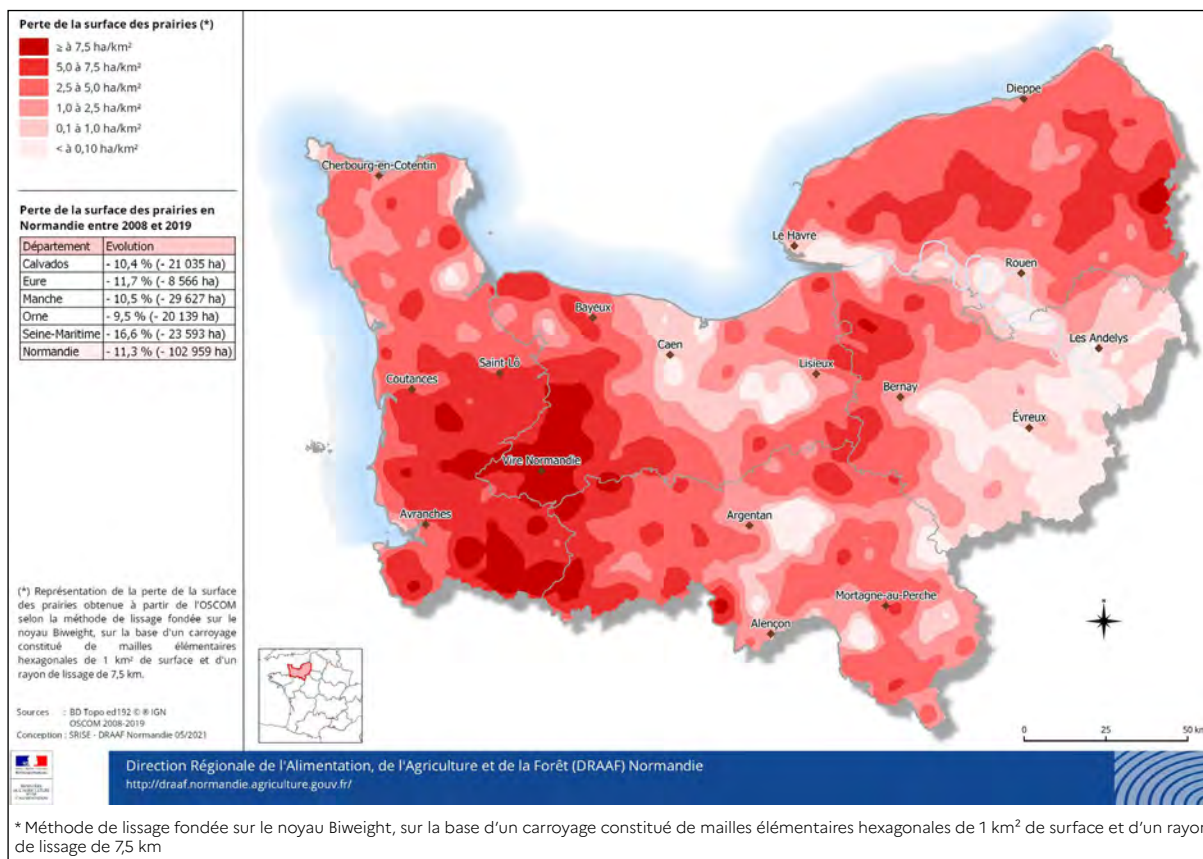 Perte de la surface des prairies (*)
≥ à 7,5 ha/km²
5,0 à 7,5 ha/km²
2,5 à 5,0 ha/km²
1,0 à 2,5 ha/km²
0,1 à 1,0 ha/km²
< à 0,10 ha/km²
Perte de la surface des prairies en
Normandie entre 2008 et 2019
Département Evolution
Calvados - 10,4 % (- 21 035 ha)
Eure - 11,7 % (- 8 566 ha)
Manche - 10,5 % (- 29 627 ha)
Orne - 9,5 % (- 20 139 ha)
Seine-Maritime - 16,6 % (- 23 593 ha)
Normandie - 11,3 % (- 102 959 ha)
(*) Représentation de la perte de la surface
des prairies obtenue à partir de l'OSCOM
selon la méthode de lissage fondée sur le
noyau Biweight, sur la base d'un carroyage
constitué de mailles élémentaires
hexagonales de 1 km² de surface et d'un
rayon de lissage de 7,5 km.
Sources : BD Topo ed192 © ® IGN
OSCOM 2008-2019
Conception : SRISE - DRAAF Normandie 05/2021
Dieppe
Cherbourg-en-Cotentin
Le Havre
Rouen
Bayeux
Les Andelys
Caen
Saint-Lô
Lisieux
Coutances
Bernay
Évreux
Vire Normandie
Avranches
Argentan
Mortagne-au-Perche
Alençon
0 25 50 km
Direction Régionale de l'Alimentation, de l'Agriculture et de la Forêt (DRAAF) Normandie
http://draaf.normandie.agriculture.gouv.fr/
* Méthode de lissage fondée sur le noyau Biweight, sur la base d'un carroyage constitué de mailles élémentaires hexagonales de 1 km² de surface et d'un rayon
de lissage de 7,5 km